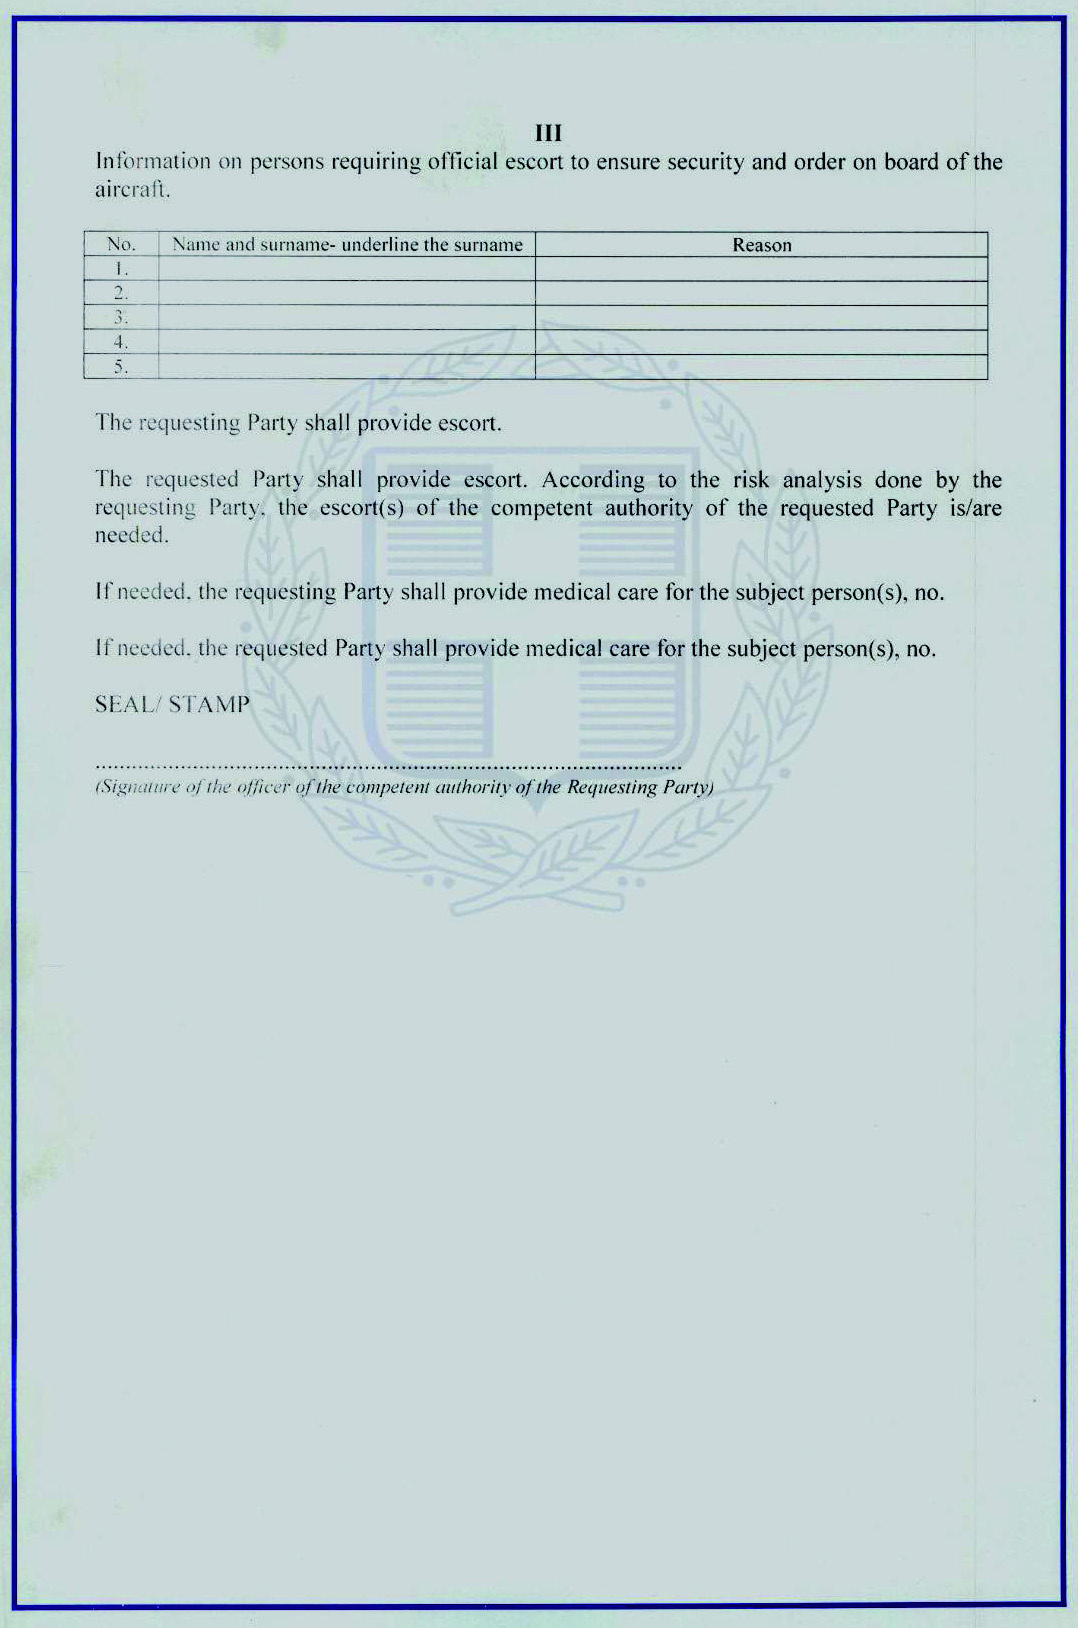 III
Information on persons requiring official escort to ensure security and order on board of the
aircraft.
No. Name and surname- underline the surname Reason
1.
2.
3.
4.
5.
The requesting Party shall provide escort.
The requested Party shall provide escort. According to the risk analysis done by the
requesting Party, the escort(s) of the competent authority of the requested Party is/are
needed.
If needed, the requesting Party shall provide medical care for the subject person(s), no.
If needed, the requested Party shall provide medical care for the subject person(s), no.
SEAL/ STAMP
..............................................................................................
(Signature of the officer of the competent authority of the Requesting Party)